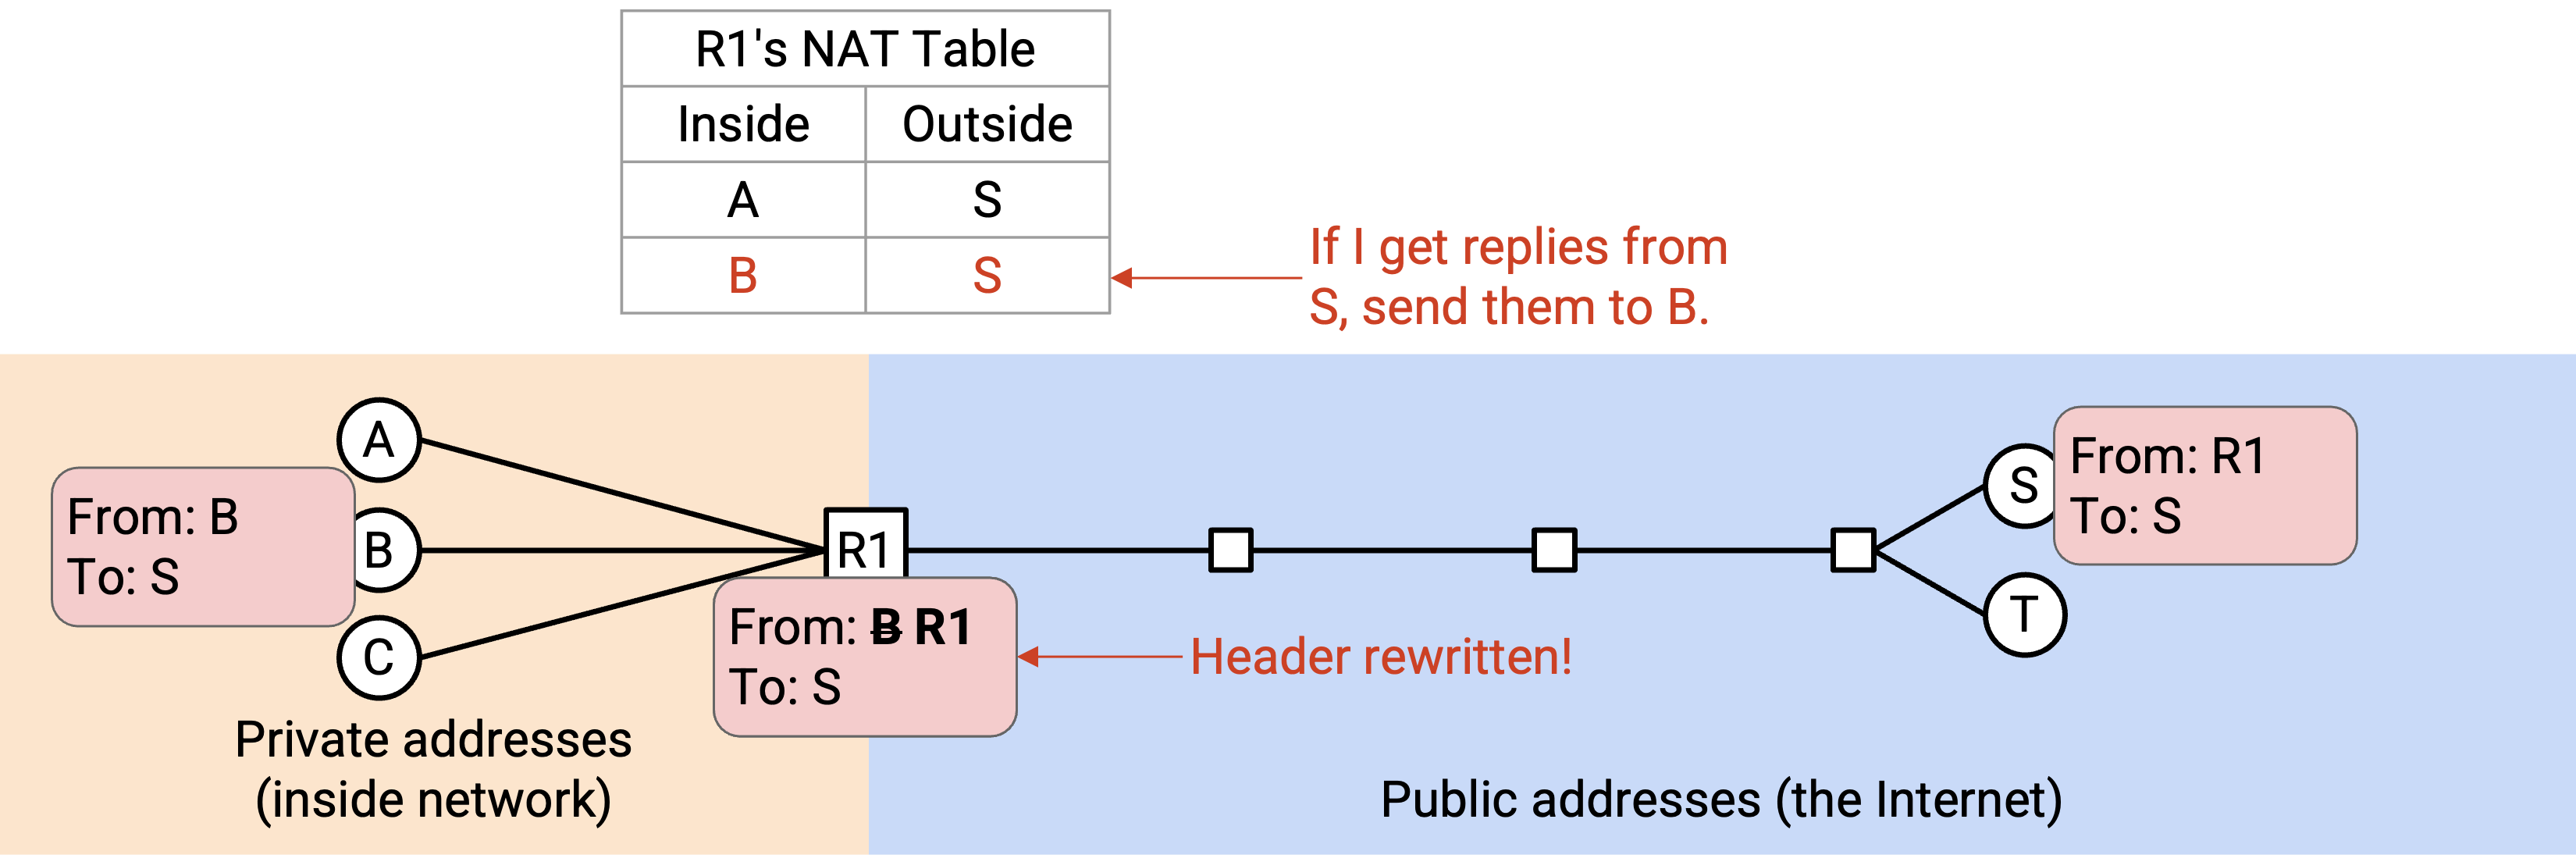 R1's NAT Table
Inside Outside
A S
B S
If I get replies from
S, send them to B.
A
B
C
From: B
To: S
R1
From: B R1
To: S
Header rewritten!
S
T
From: R1
To: S
Private addresses
(inside network)
Public addresses (the Internet)